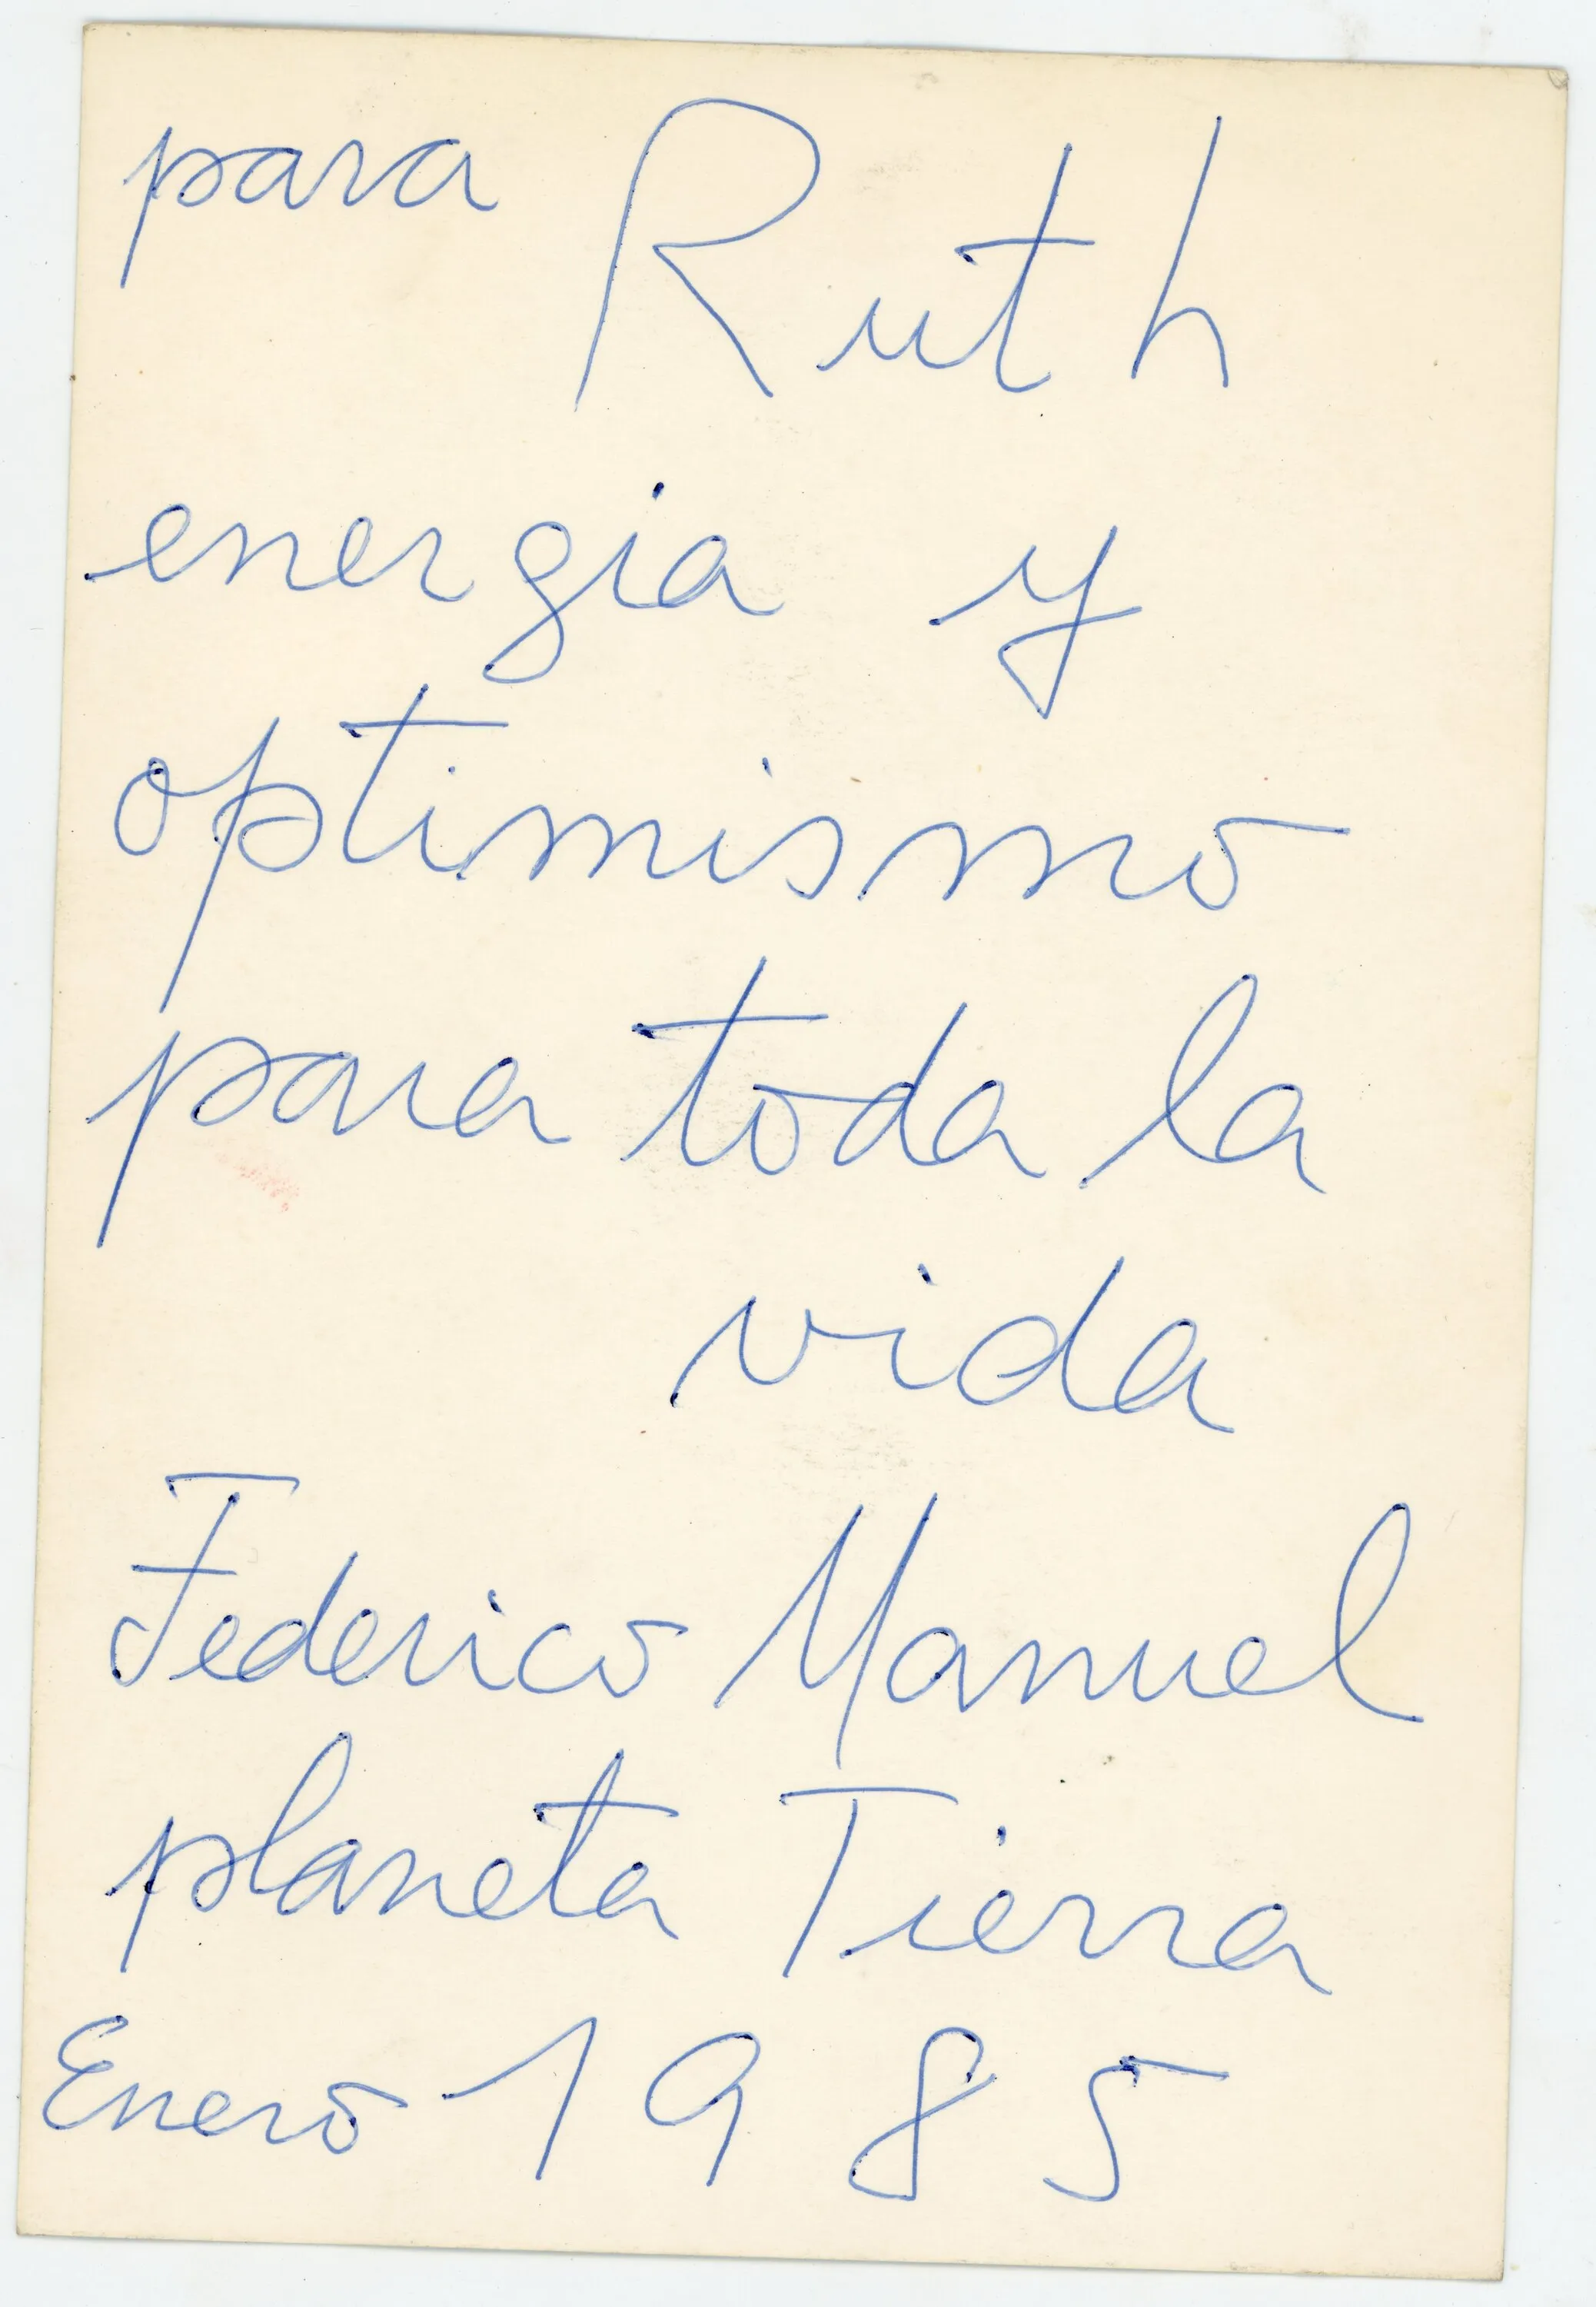 para Ruth
energia y
optimismo
para toda la
vida
Federico Manuel
planeta Tierra
Enero 1985